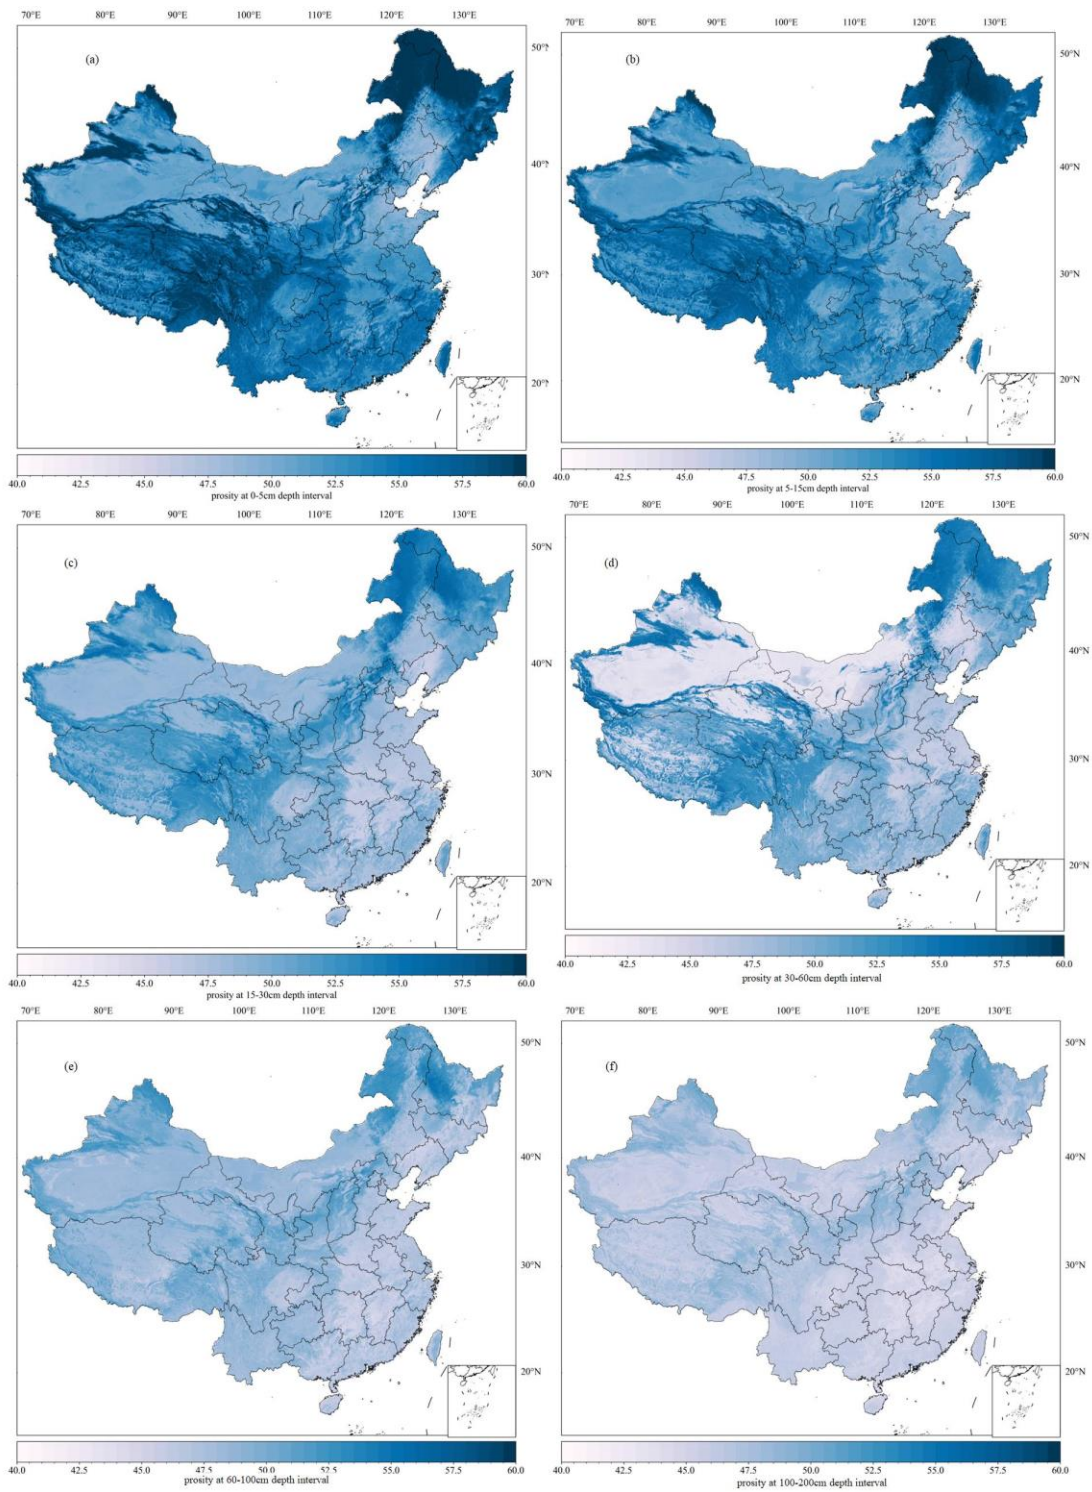 70°E 80°E 90°E 100°E 110°E 120°E 130°E
(a)
50°?
40°?
30°?
20°?
40.0 42.5 45.0 47.5 50.0 52.5 55.0 57.5 60.0
prosity at 0-5cm depth interval
70°E 80°E 90°E 100°E 110°E 120°E 130°E
(b)
50°N
40°N
30°N
20°N
40.0 42.5 45.0 47.5 50.0 52.5 55.0 57.5 60.0
prosity at 5-15cm depth interval
70°E 80°E 90°E 100°E 110°E 120°E 130°E
(c)
50°N
40°N
30°N
20°N
40.0 42.5 45.0 47.5 50.0 52.5 55.0 57.5 60.0
prosity at 15-30cm depth interval
70°E 80°E 90°E 100°E 110°E 120°E 130°E
(d)
50°N
40°N
30°N
20°N
40.0 42.5 45.0 47.5 50.0 52.5 55.0 57.5 60.0
prosity at 30-60cm depth interval
70°E 80°E 90°E 100°E 110°E 120°E 130°E
(e)
50°N
40°N
30°N
20°N
40.0 42.5 45.0 47.5 50.0 52.5 55.0 57.5 60.0
prosity at 60-100cm depth interval
70°E 80°E 90°E 100°E 110°E 120°E 130°E
(f)
50°N
40°N
30°N
20°N
40.0 42.5 45.0 47.5 50.0 52.5 55.0 57.5 60.0
prosity at 100-200cm depth interval